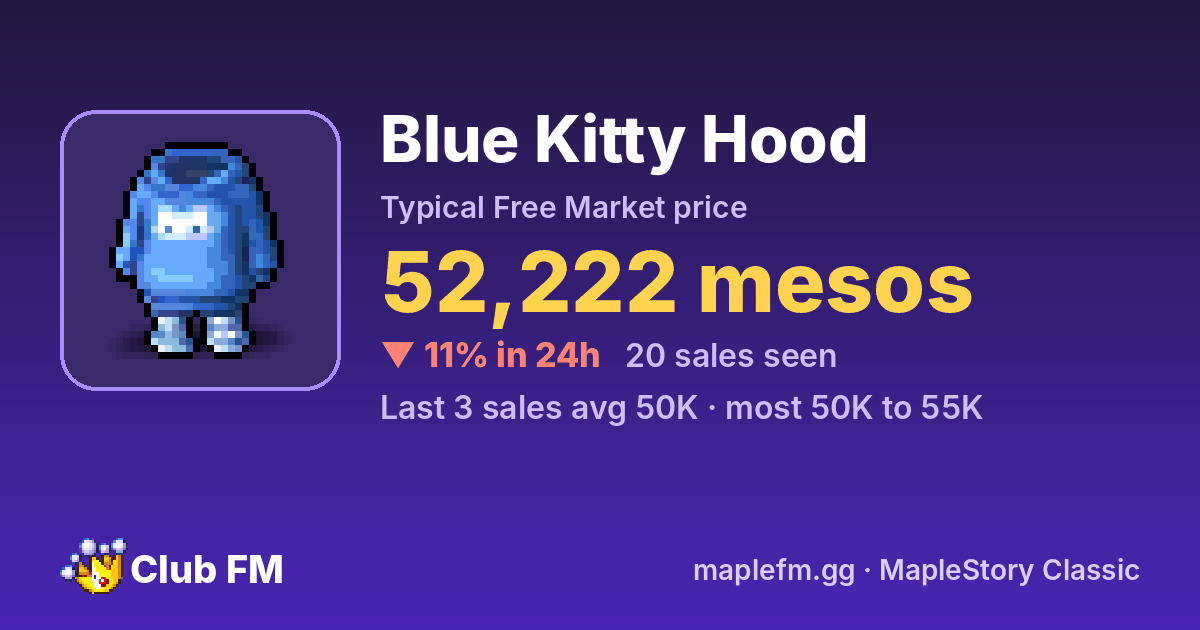 Blue Kitty Hood
Typical Free Market price
52,222 mesos
▼ 11% in 24h 20 sales seen
Last 3 sales avg 50K · most 50K to 55K
Club FM
maplefm.gg · MapleStory Classic